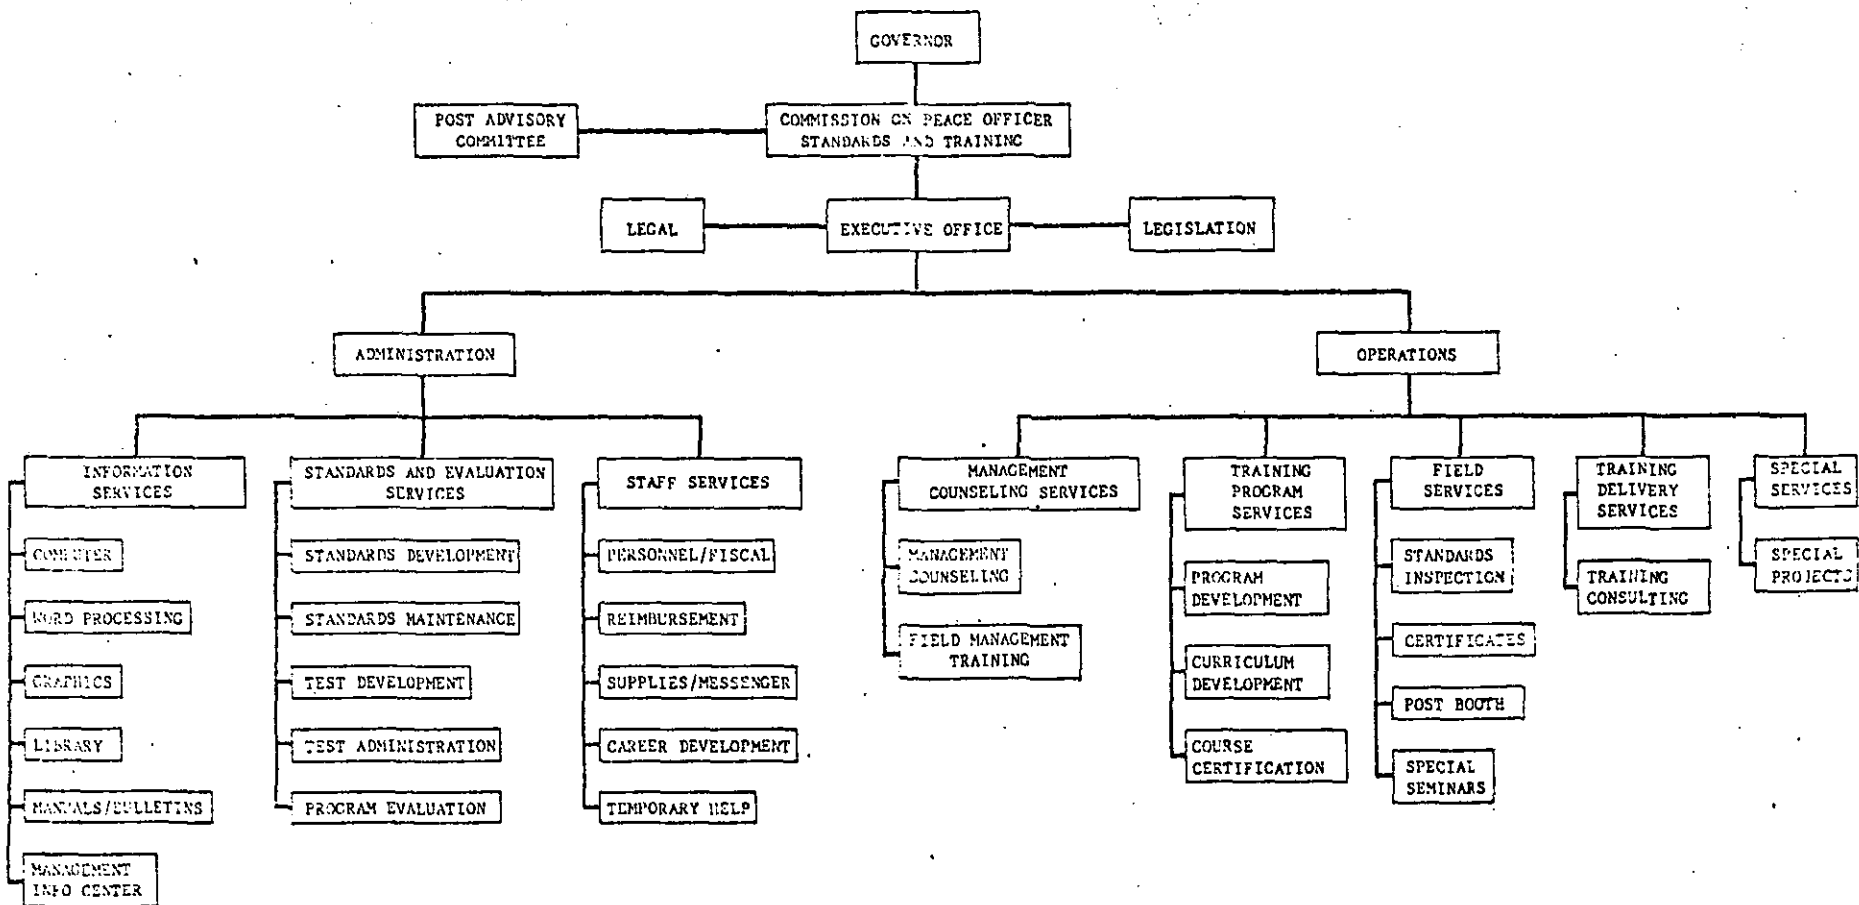 GOVERNOR
POST ADVISORY
COMMITTEE
COMMISSION ON PEACE OFFICER
STANDARDS AND TRAINING
LEGAL
EXECUTIVE OFFICE
LEGISLATION
ADMINISTRATION
OPERATIONS
INFORMATION
SERVICES
COMPUTER
WORD PROCESSING
GRAPHICS
LIBRARY
MANUALS/BULLETINS
MANAGEMENT
INFO CENTER
STANDARDS AND EVALUATION
SERVICES
STANDARDS DEVELOPMENT
STANDARDS MAINTENANCE
TEST DEVELOPMENT
TEST ADMINISTRATION
PROGRAM EVALUATION
STAFF SERVICES
PERSONNEL/FISCAL
REIMBURSEMENT
SUPPLIES/MESSENGER
CAREER DEVELOPMENT
TEMPORARY HELP
MANAGEMENT
COUNSELING SERVICES
MANAGEMENT
COUNSELING
FIELD MANAGEMENT
TRAINING
TRAINING
PROGRAM
SERVICES
PROGRAM
DEVELOPMENT
CURRICULUM
DEVELOPMENT
COURSE
CERTIFICATION
FIELD
SERVICES
STANDARDS
INSPECTION
CERTIFICATES
POST BOOTH
SPECIAL
SEMINARS
TRAINING
DELIVERY
SERVICES
TRAINING
CONSULTING
SPECIAL
SERVICES
SPECIAL
PROJECTS